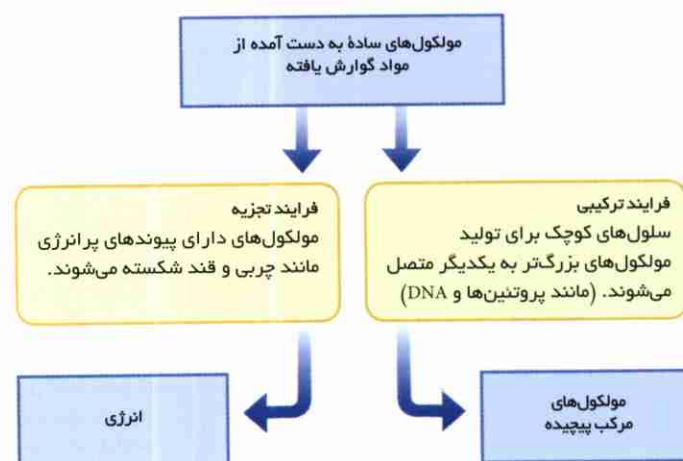 مولکول‌های سادهٔ به دست آمده از
مواد گوارش یافته
فرایند ترکیبی
سلول‌های کوچک برای تولید
مولکول‌های بزرگ‌تر به یکدیگر متصل
می‌شوند. (مانند پروتئین‌ها و DNA)
فرایند تجزیه
مولکول‌های دارای پیوندهای پرانرژی
مانند چربی و قند شکسته می‌شوند.
مولکول‌های
مرکب پیچیده
انرژی